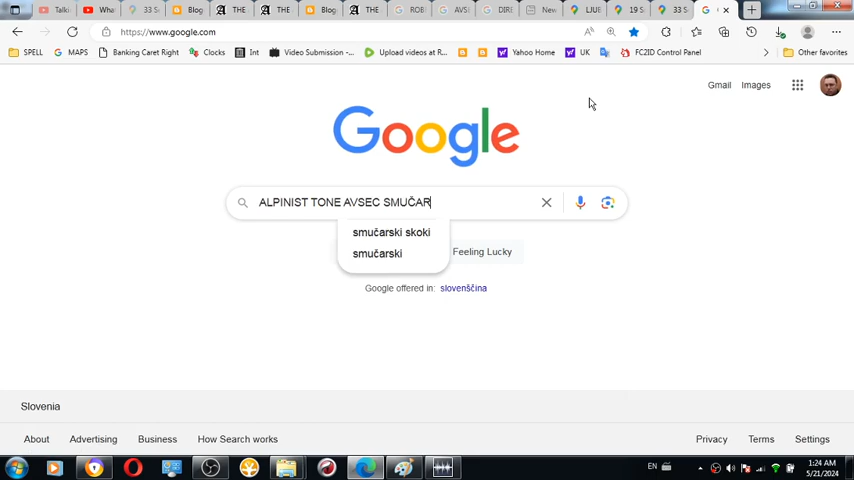 Talki
What
33 S
Blog
THE
THE
Blog
THE
ROB
AVS
DIRE
New
LJUB
19 S
33 S
G
https://www.google.com
SPELL
MAPS
Banking Caret Right
Clocks
Int
Video Submission -...
Upload videos at R...
Yahoo Home
UK
FC2ID Control Panel
Other favorites
Gmail
Images
Google
ALPINIST TONE AVSEC SMUČAR
smučarski skoki
smučarski
Feeling Lucky
Google offered in: slovenščina
Slovenia
About
Advertising
Business
How Search works
Privacy
Terms
Settings
EN
1:24 AM
5/21/2024